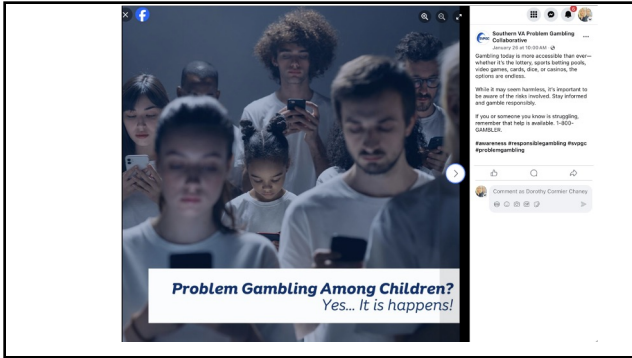 Problem Gambling Among Children?
Yes... It is happens!
Southern VA Problem Gambling
Collaborative
January 20 at 10:00 AM
Gambling today is more accessible than ever—
whether it's the lottery, sports betting pools,
video games, cards, dice, or casinos, the
options are endless.
While it may seem harmless, it's important to
be aware of the risks involved. Stay informed
and gamble responsibly.
If you or someone you know is struggling,
remember that help is available. 1-800-
GAMBLER.
#awareness #responsiblegambling #svpgc
#problemgambling
Comment as Dorothy Cormier Chaney